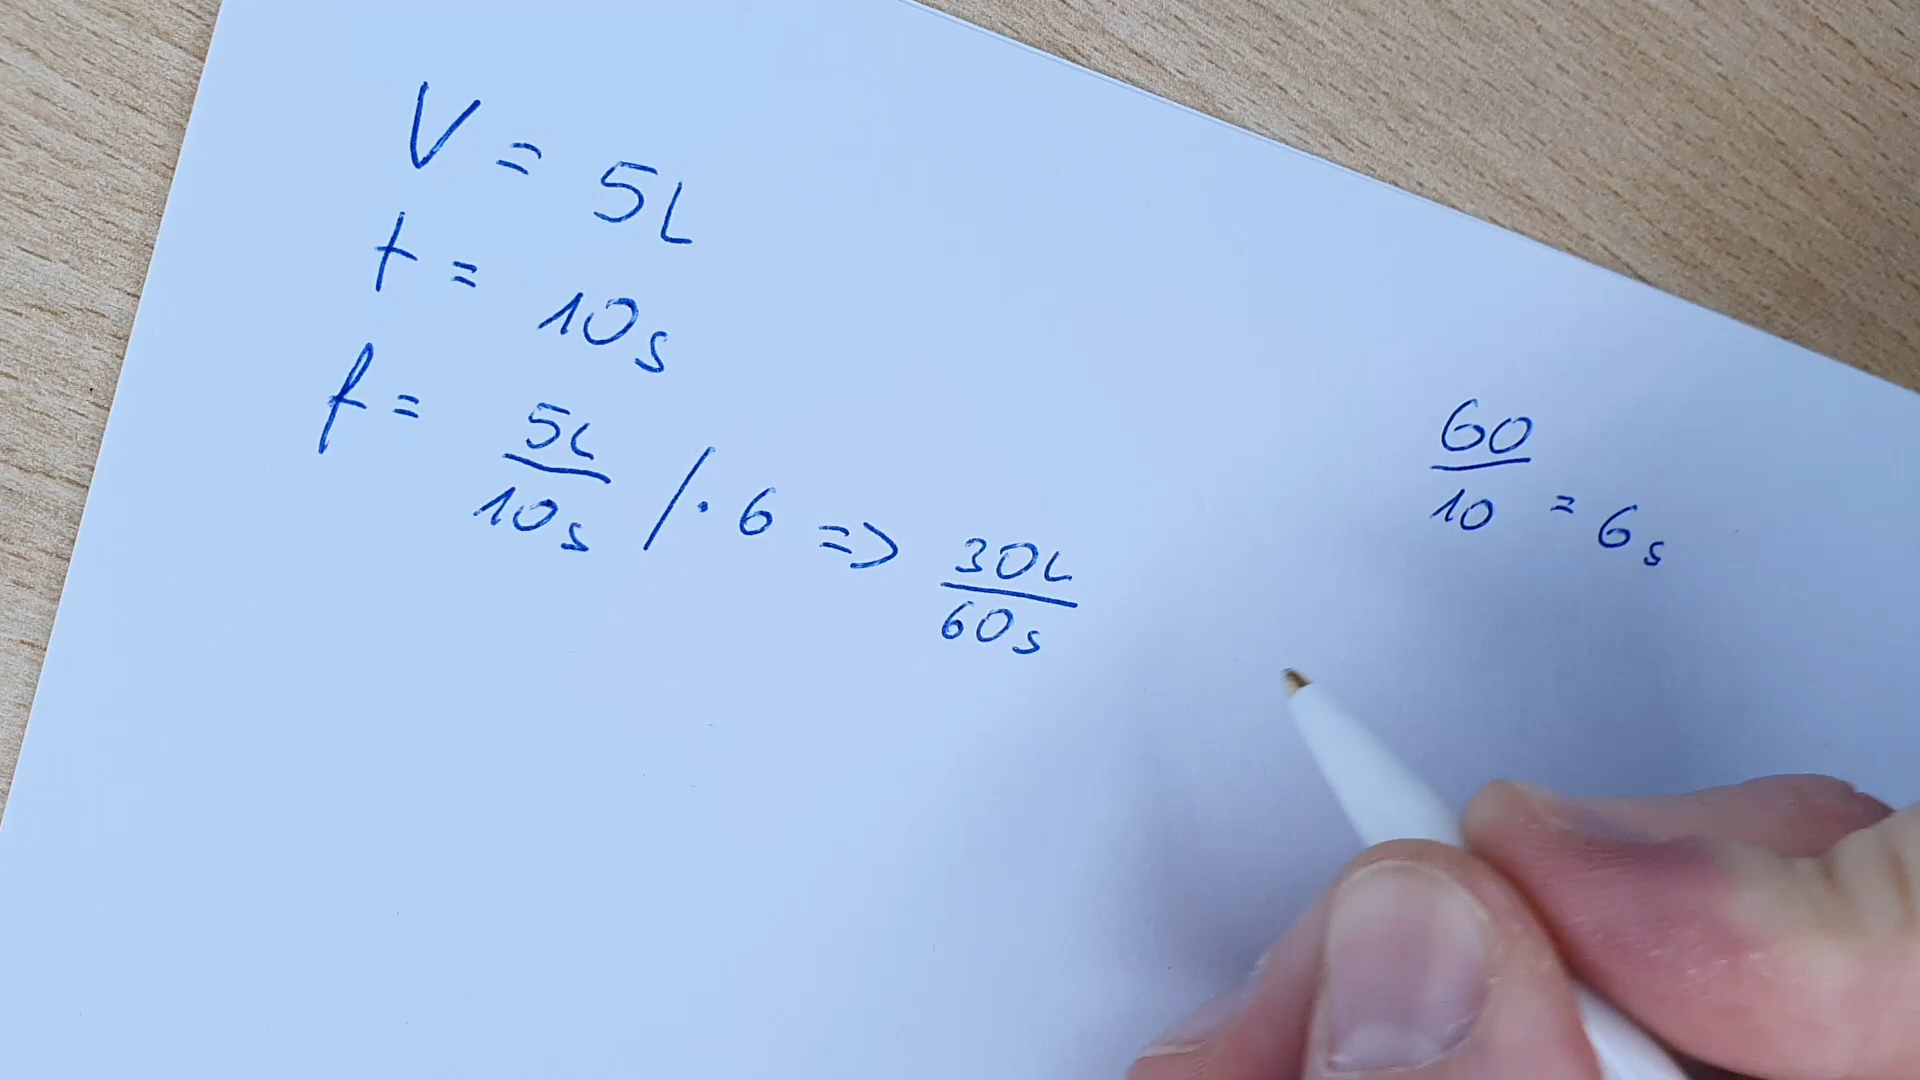 V = 5L
t = 10s
f = 5L/10s /· 6 => 30L/60s
60/10 = 6s